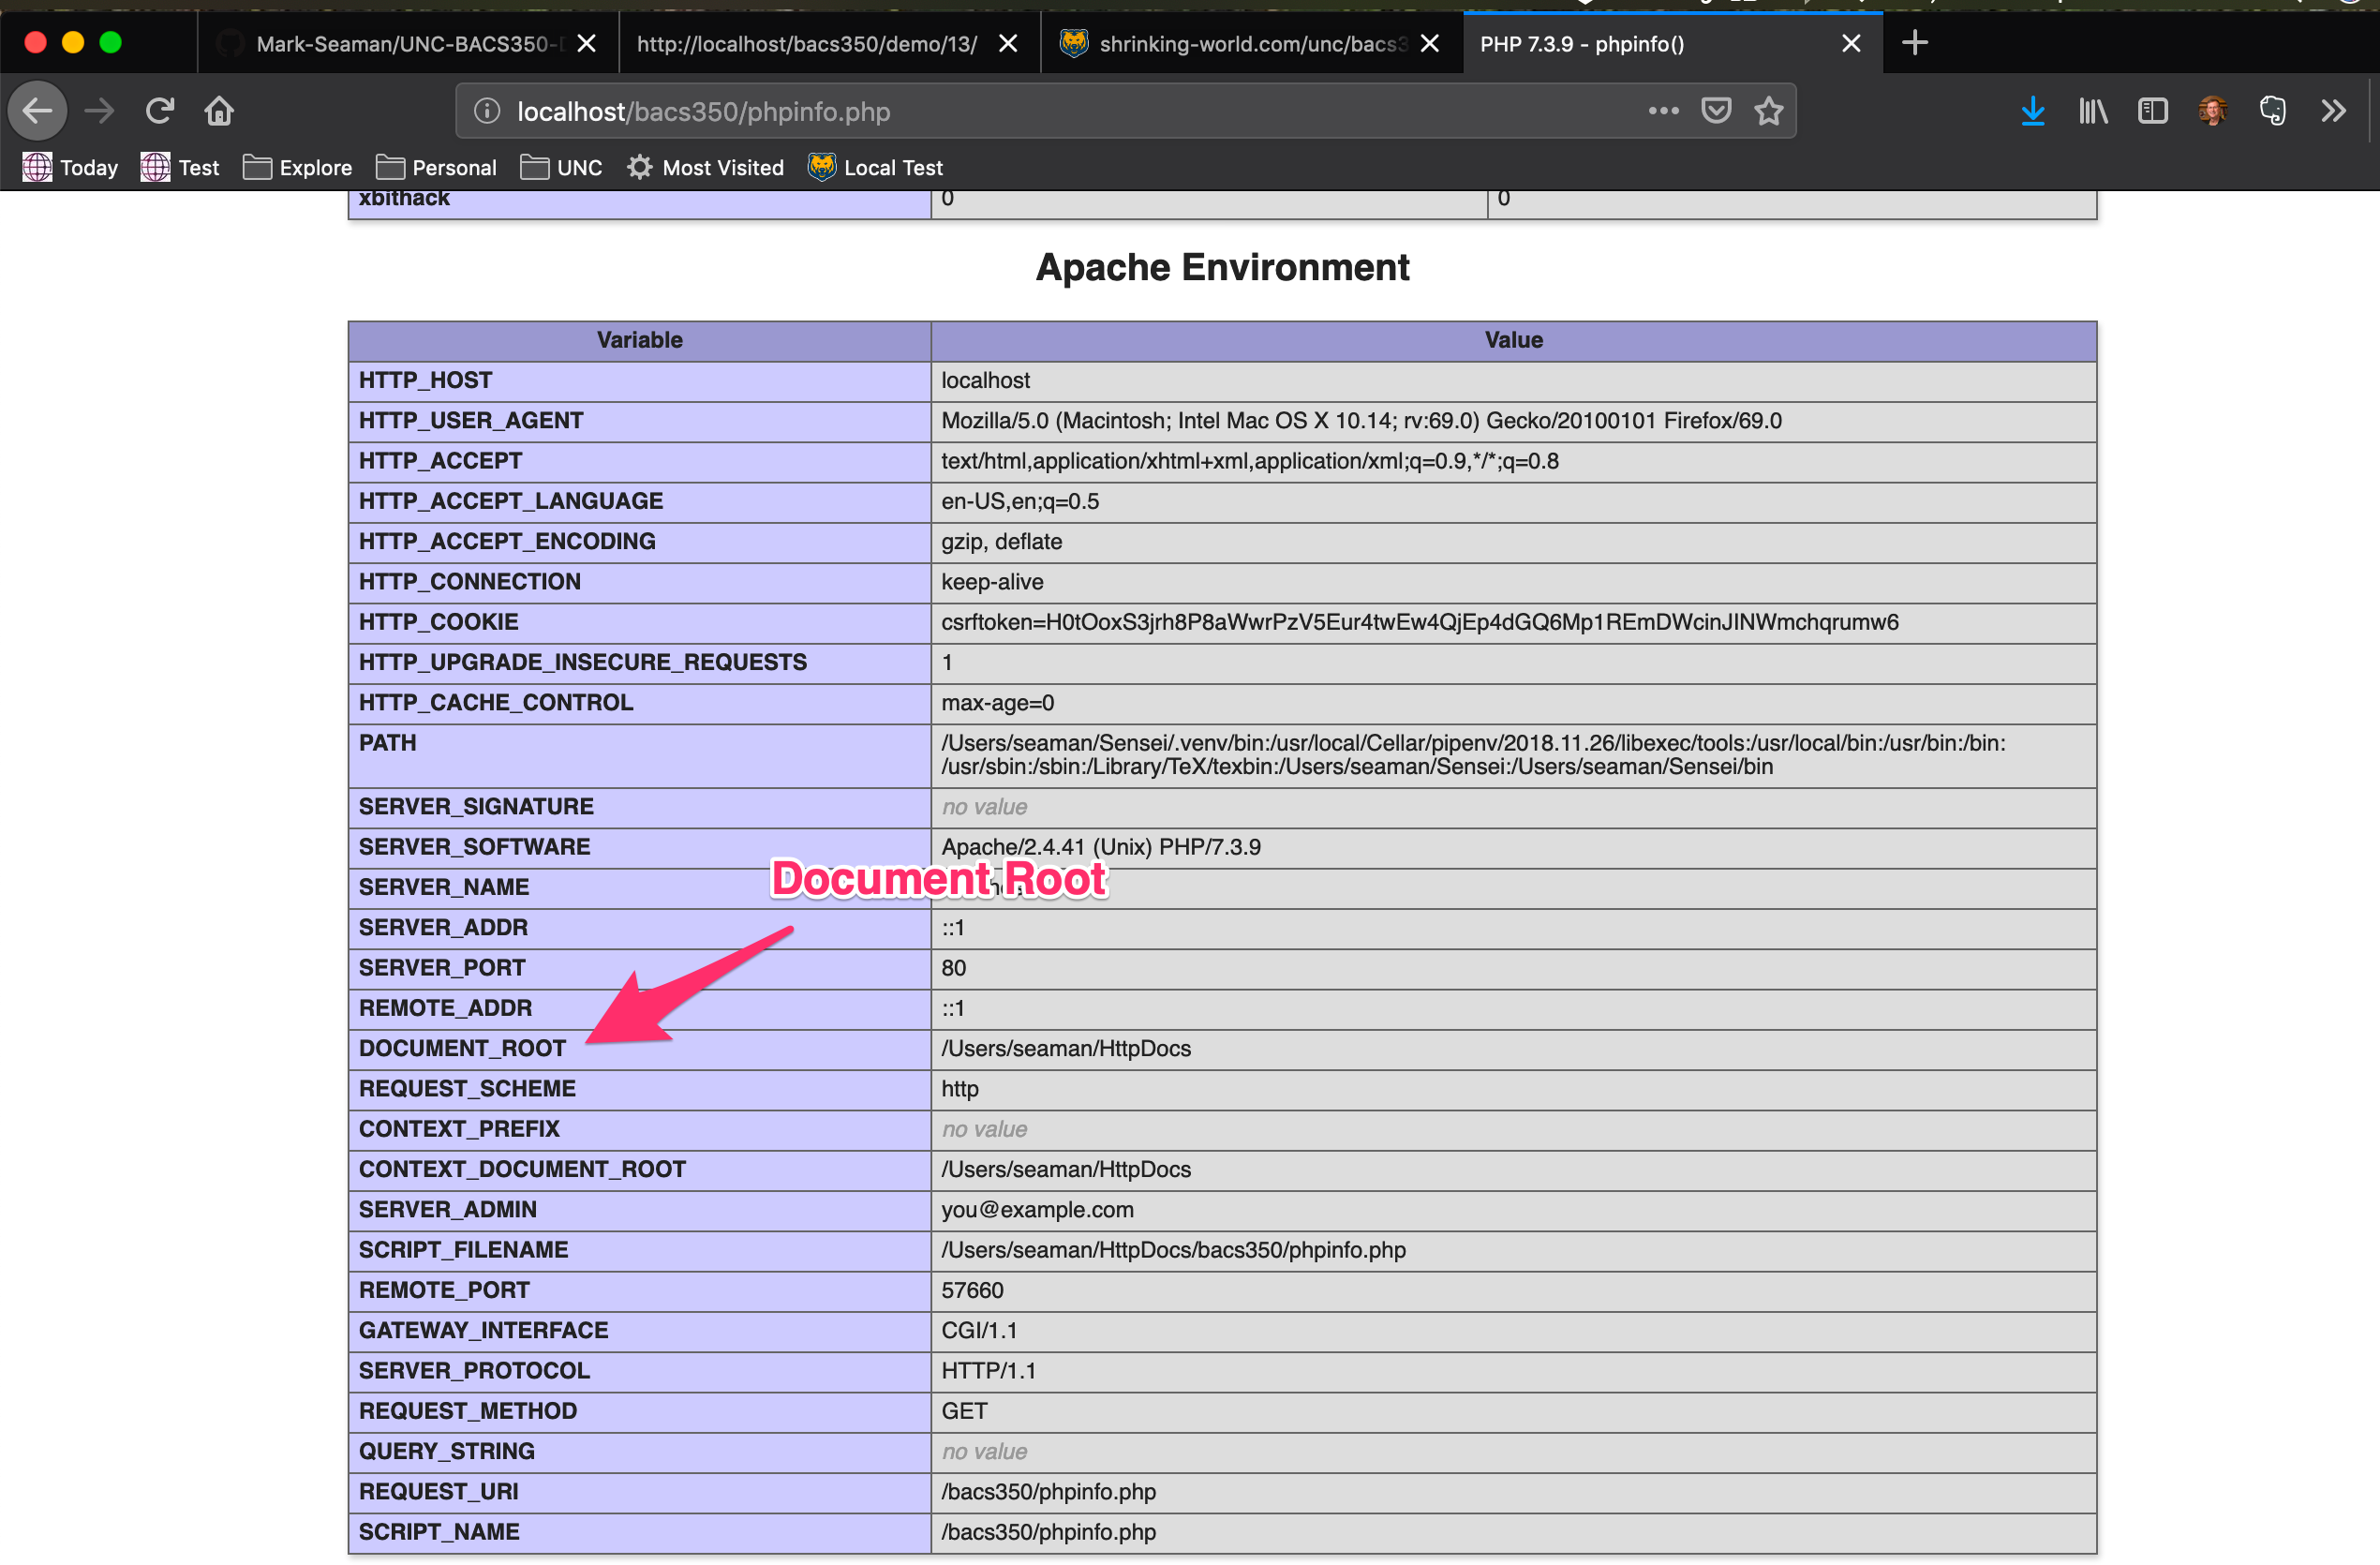 Mark-Seaman/UNC-BACS350-
http://localhost/bacs350/demo/13/
shrinking-world.com/unc/bacs3
PHP 7.3.9 - phpinfo()
localhost/bacs350/phpinfo.php
Today Test Explore Personal UNC Most Visited Local Test
xbithack 0 0
Apache Environment
Variable Value
HTTP_HOST localhost
HTTP_USER_AGENT Mozilla/5.0 (Macintosh; Intel Mac OS X 10.14; rv:69.0) Gecko/20100101 Firefox/69.0
HTTP_ACCEPT text/html,application/xhtml+xml,application/xml;q=0.9,*/*;q=0.8
HTTP_ACCEPT_LANGUAGE en-US,en;q=0.5
HTTP_ACCEPT_ENCODING gzip, deflate
HTTP_CONNECTION keep-alive
HTTP_COOKIE csrftoken=H0tOoxS3jrh8P8aWwrPzV5Eur4twEw4QjEp4dGQ6Mp1REmDWcinJINWmchqrumw6
HTTP_UPGRADE_INSECURE_REQUESTS 1
HTTP_CACHE_CONTROL max-age=0
PATH /Users/seaman/Sensei/.venv/bin:/usr/local/Cellar/pipenv/2018.11.26/libexec/tools:/usr/local/bin:/usr/bin:/bin:
/usr/sbin:/sbin:/Library/TeX/texbin:/Users/seaman/Sensei:/Users/seaman/Sensei/bin
SERVER_SIGNATURE no value
SERVER_SOFTWARE Apache/2.4.41 (Unix) PHP/7.3.9
Document Root
SERVER_NAME
SERVER_ADDR ::1
SERVER_PORT 80
REMOTE_ADDR ::1
DOCUMENT_ROOT /Users/seaman/HttpDocs
REQUEST_SCHEME http
CONTEXT_PREFIX no value
CONTEXT_DOCUMENT_ROOT /Users/seaman/HttpDocs
SERVER_ADMIN you@example.com
SCRIPT_FILENAME /Users/seaman/HttpDocs/bacs350/phpinfo.php
REMOTE_PORT 57660
GATEWAY_INTERFACE CGI/1.1
SERVER_PROTOCOL HTTP/1.1
REQUEST_METHOD GET
QUERY_STRING no value
REQUEST_URI /bacs350/phpinfo.php
SCRIPT_NAME /bacs350/phpinfo.php